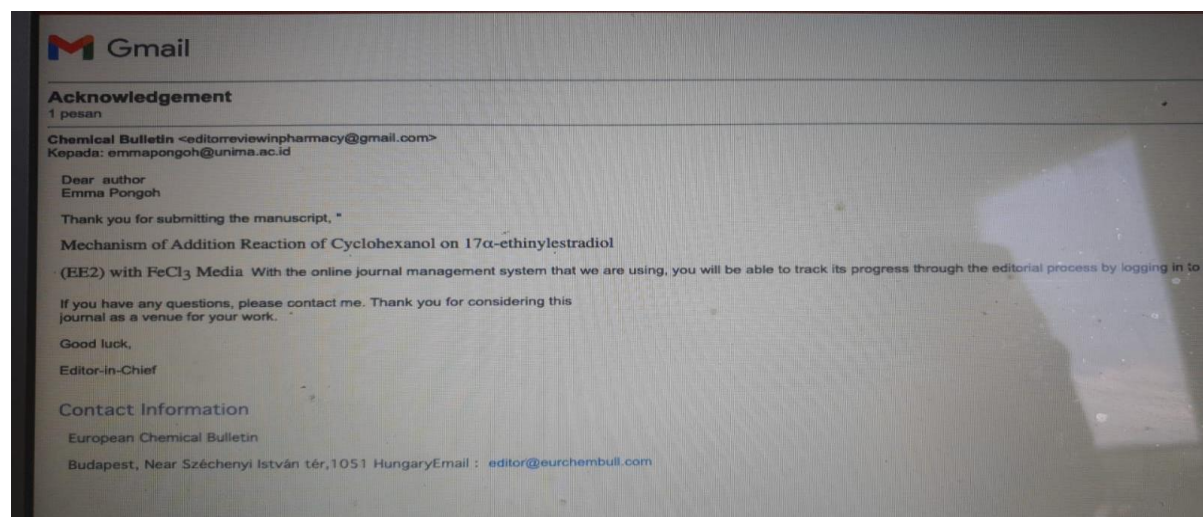 Gmail
Acknowledgement
1 pesan
Chemical Bulletin <editorreviewinpharmacy@gmail.com>
Kepada: emmapongoh@unima.ac.id
Dear author
Emma Pongoh
Thank you for submitting the manuscript, "
Mechanism of Addition Reaction of Cyclohexanol on 17α-ethinylestradiol
(EE2) with FeCl3 Media With the online journal management system that we are using, you will be able to track its progress through the editorial process by logging in to
If you have any questions, please contact me. Thank you for considering this
journal as a venue for your work.
Good luck,
Editor-in-Chief
Contact Information
European Chemical Bulletin
Budapest, Near Széchenyi István tér,1051 HungaryEmail : editor@eurchembull.com